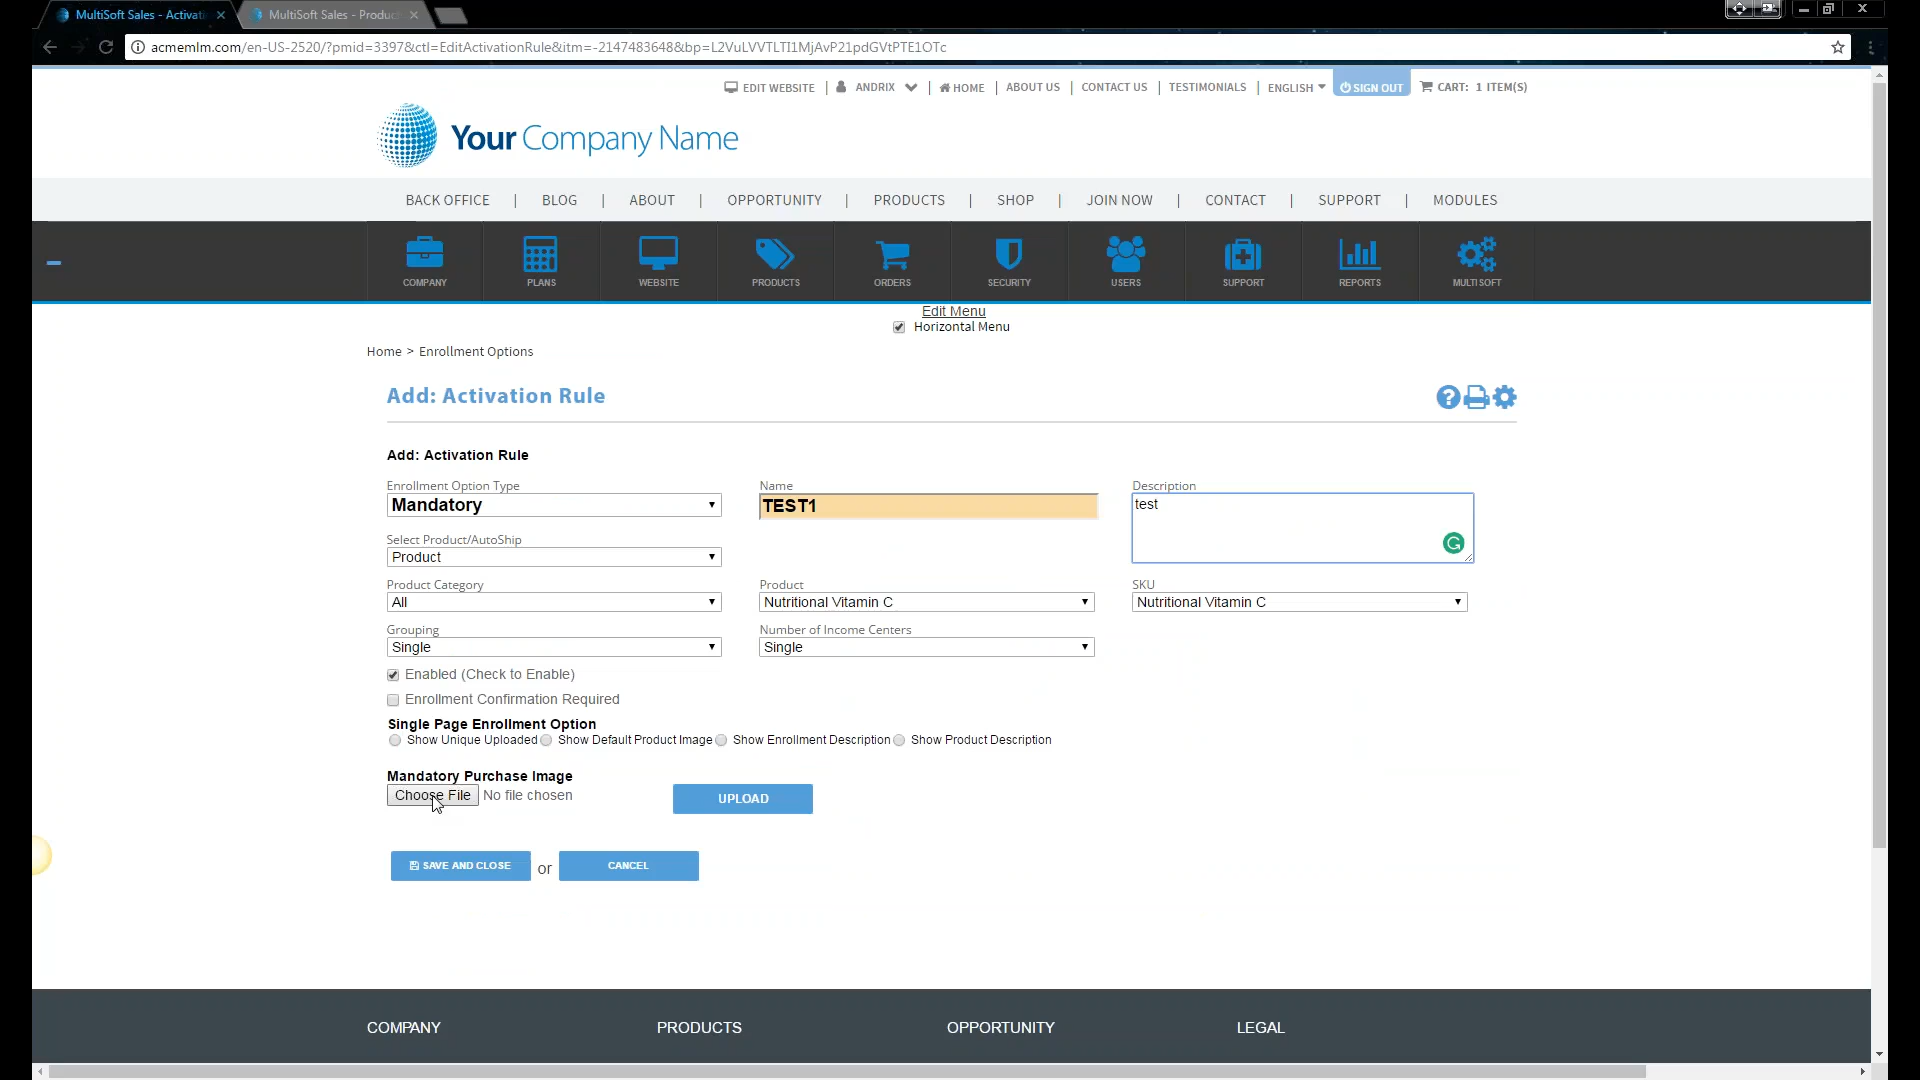 MultiSoft Sales - Activati
MultiSoft Sales - Product
acmemlm.com/en-US-2520/?pmid=3397&ctl=EditActivationRule&itm=-2147483648&bp=L2VuLVVTLTI1MjAvP21pdGVtPTE1OTc
EDIT WEBSITE | ANDRIX | HOME | ABOUT US | CONTACT US | TESTIMONIALS | ENGLISH SIGN OUT CART: 1 ITEM(S)
Your Company Name
BACK OFFICE | BLOG | ABOUT | OPPORTUNITY | PRODUCTS | SHOP | JOIN NOW | CONTACT | SUPPORT | MODULES
COMPANY PLANS WEBSITE PRODUCTS ORDERS SECURITY USERS SUPPORT REPORTS MULTISOFT
Edit Menu
Horizontal Menu
Home > Enrollment Options
Add: Activation Rule
Add: Activation Rule
Enrollment Option Type Name Description
Mandatory TEST1 test
Select Product/AutoShip
Product
Product Category Product SKU
All Nutritional Vitamin C Nutritional Vitamin C
Grouping Number of Income Centers
Single Single
Enabled (Check to Enable)
Enrollment Confirmation Required
Single Page Enrollment Option
Show Unique Uploaded Show Default Product Image Show Enrollment Description Show Product Description
Mandatory Purchase Image
Choose File No file chosen UPLOAD
SAVE AND CLOSE or CANCEL
COMPANY PRODUCTS OPPORTUNITY LEGAL